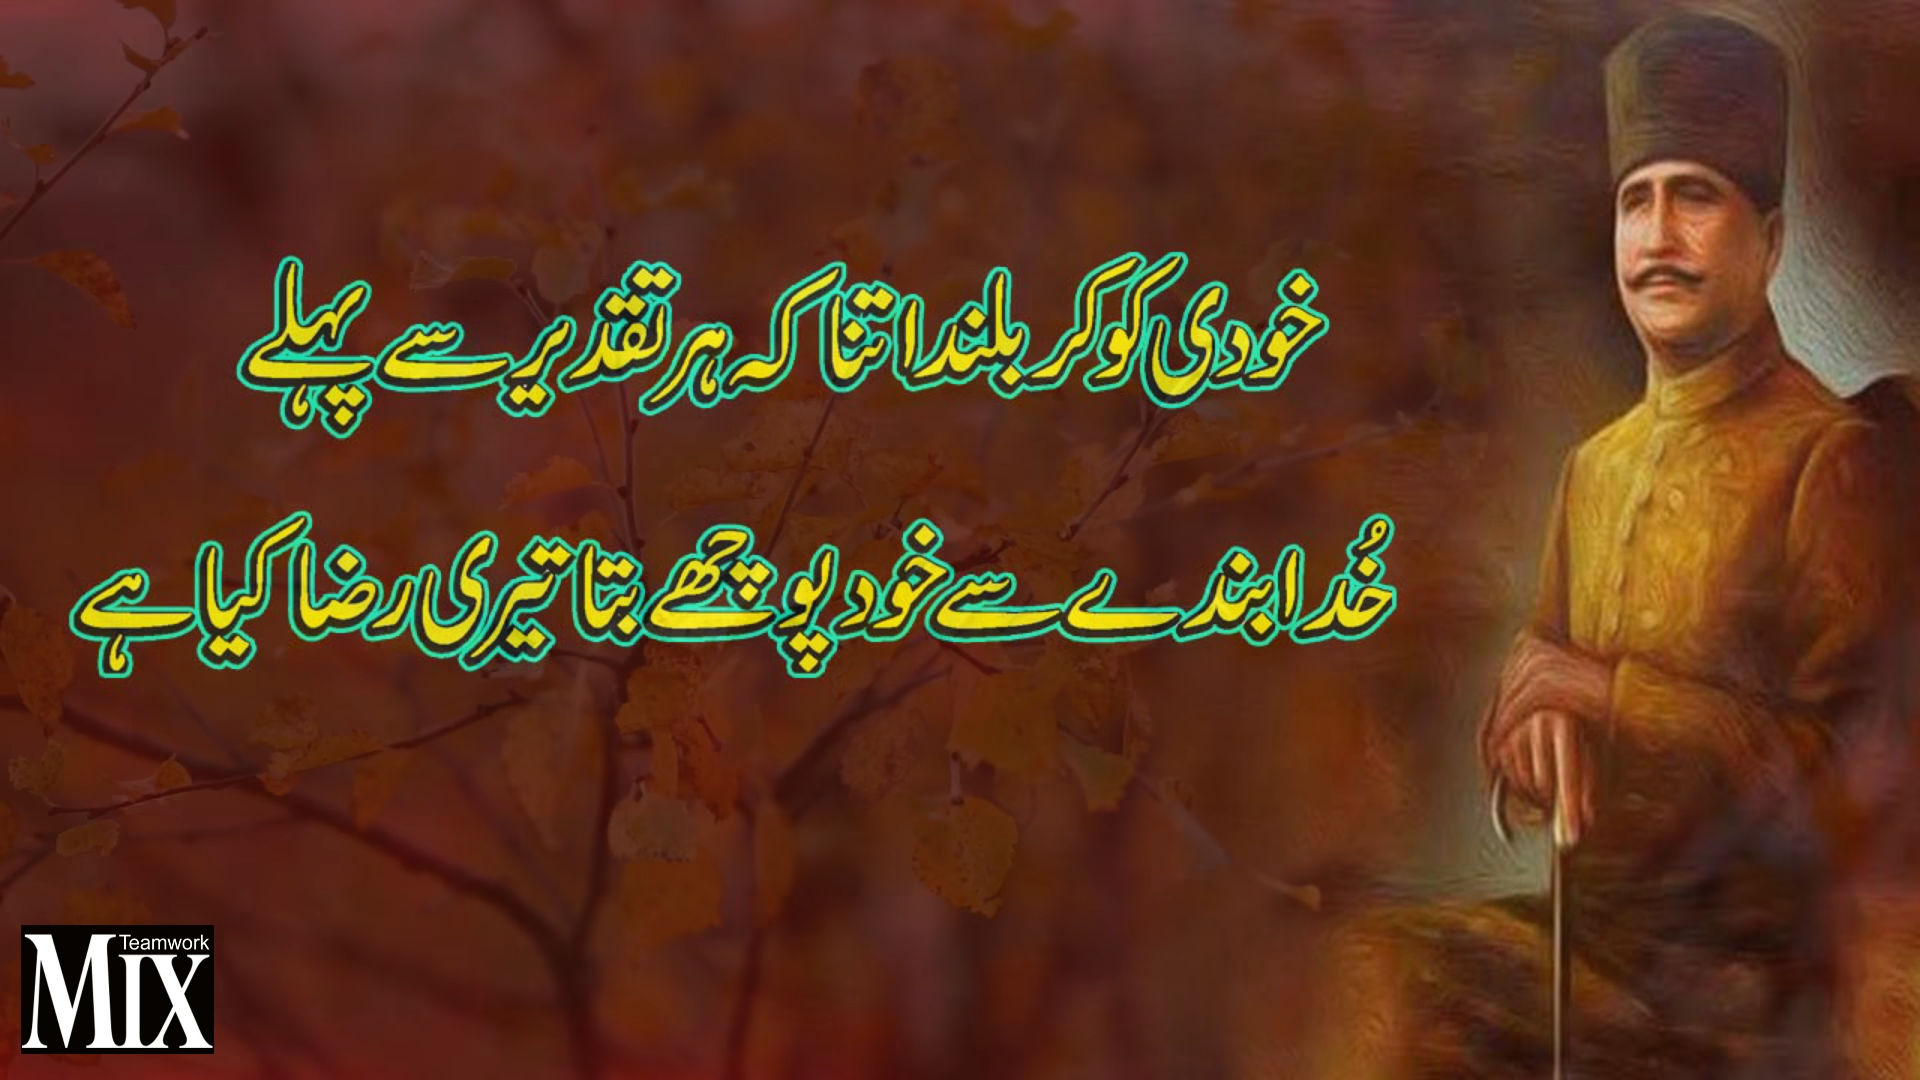 خودی کو کر بلند اتنا کہ ہر تقدیر سے پہلے
خُدا بندے سے خود پوچھے بتا تیری رضا کیا ہے
Teamwork
MIX